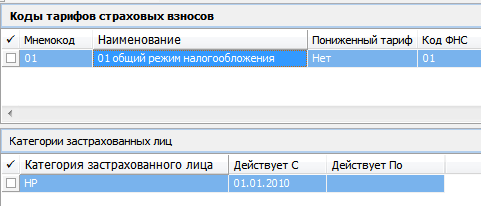 Коды тарифов страховых взносов
✓ Мнемокод Наименование Пониженный тариф Код ФНС
01 01 общий режим налогообложения Нет 01
Категории застрахованных лиц
✓ Категория застрахованного лица Действует С Действует По
НР 01.01.2010